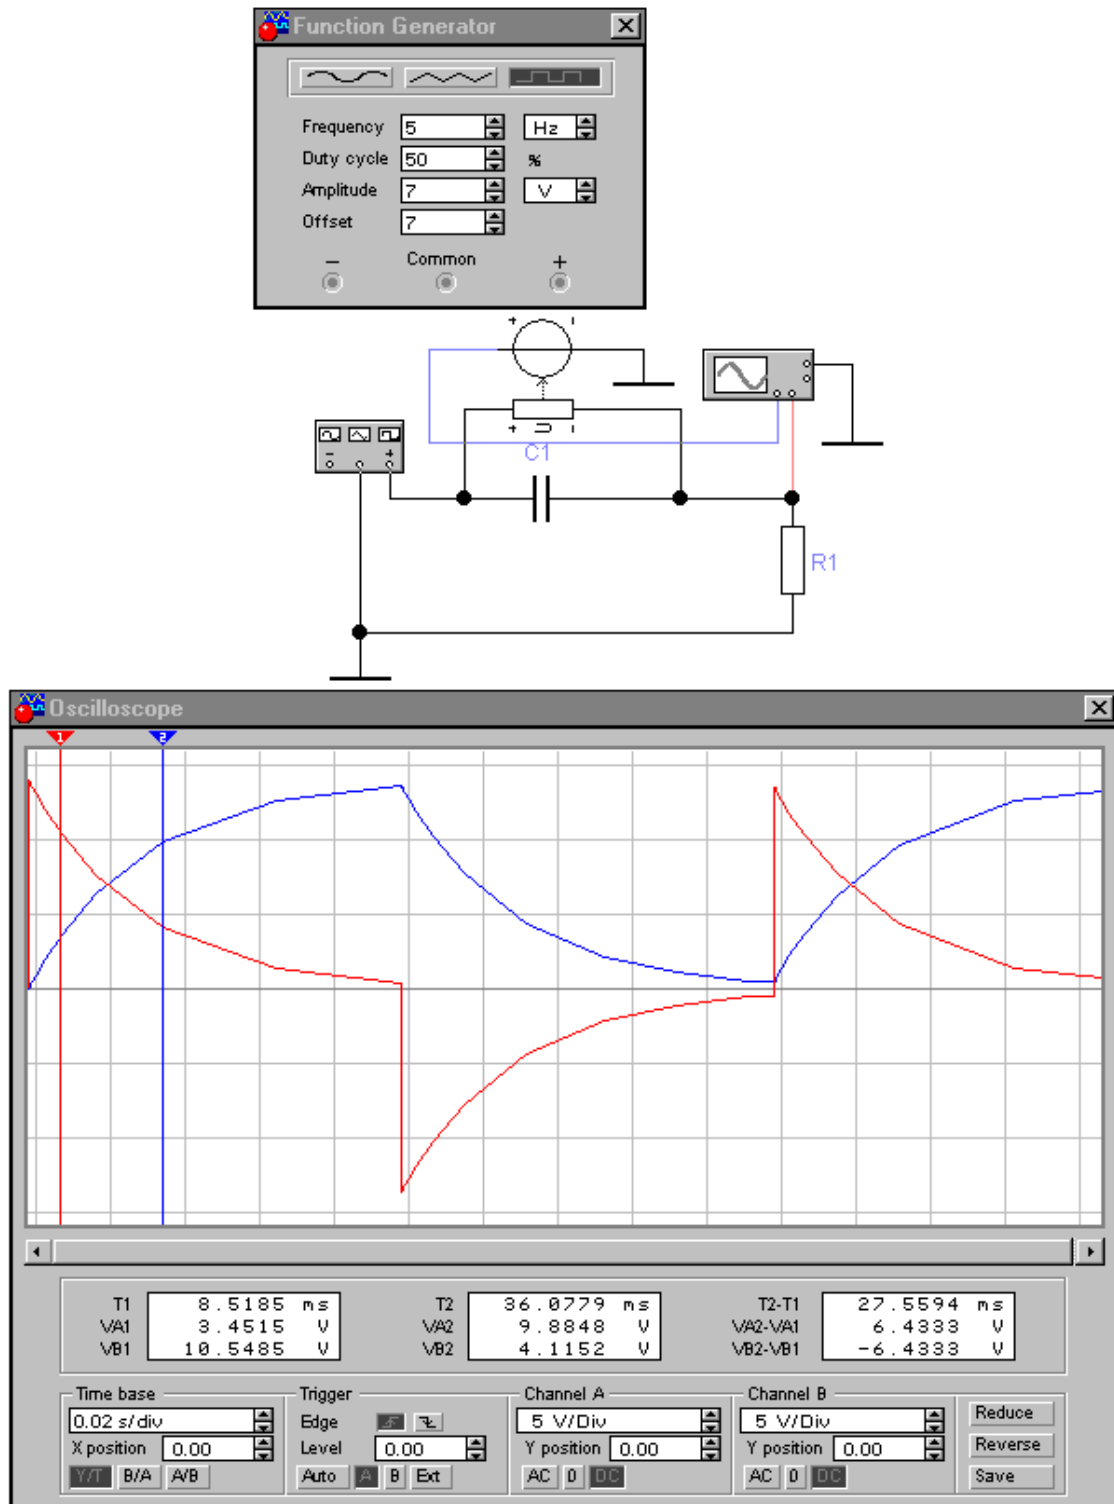 Function Generator
Frequency 5 Hz
Duty cycle 50 %
Amplitude 7 V
Offset 7
− Common +
+ -
+ U -
C1
− +
R1
Oscilloscope
1 2
T1 8.5185 ms T2 36.0779 ms T2-T1 27.5594 ms
VA1 3.4515 V VA2 9.8848 V VA2-VA1 6.4333 V
VB1 10.5485 V VB2 4.1152 V VB2-VB1 -6.4333 V
Time base Trigger Channel A Channel B
0.02 s/div Edge 5 V/Div 5 V/Div Reduce
X position 0.00 Level 0.00 Y position 0.00 Y position 0.00 Reverse
Y/T B/A A/B Auto A B Ext AC 0 DC AC 0 DC Save